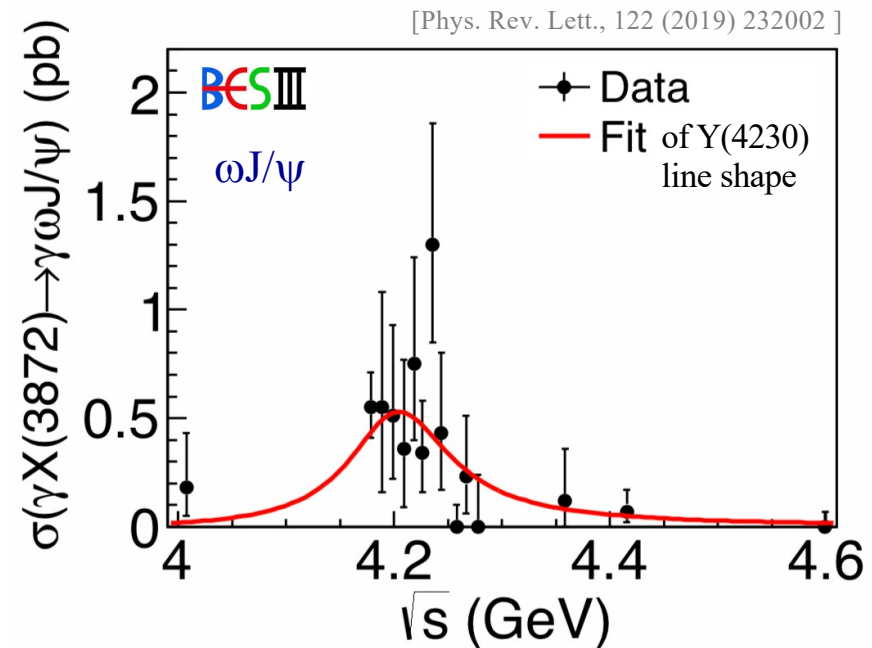 [Phys. Rev. Lett., 122 (2019) 232002 ]
BESIII
ωJ/ψ
Data
Fit of Y(4230)
line shape
σ(γX(3872)→γωJ/ψ) (pb)
2
1.5
1
0.5
0
4 4.2 4.4 4.6
√s (GeV)